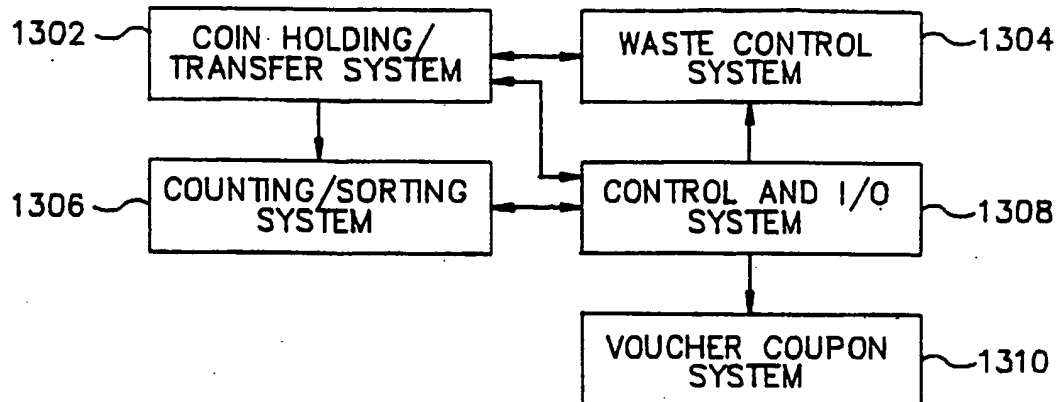 1302
COIN HOLDING/
TRANSFER SYSTEM
WASTE CONTROL
SYSTEM
1304
1306
COUNTING/SORTING
SYSTEM
CONTROL AND I/O
SYSTEM
1308
VOUCHER COUPON
SYSTEM
1310